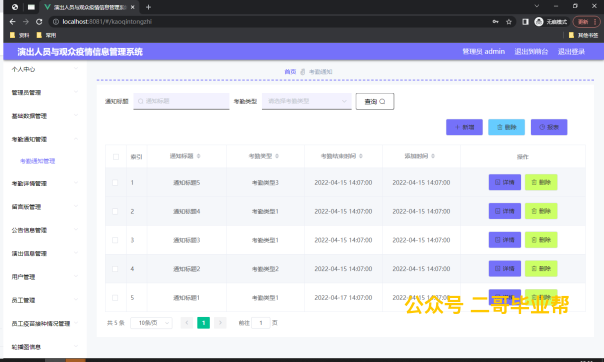 演出人员与观众疫情信息管理系统
localhost:8081/#/kaoqintongzhi
无痕模式
更新
资料 常用
其他书签
演出人员与观众疫情信息管理系统
管理员 admin 退出到前台 退出登录
个人中心
首页 考勤通知
管理员管理
基础数据管理
考勤通知管理
考勤通知管理
考勤详情管理
留言版管理
公告信息管理
演出信息管理
用户管理
员工管理
员工疫苗接种情况管理
轮播图信息
通知标题 通知标题 考勤类型 请选择考勤类型 查询
新增 删除 报表
索引 通知标题 考勤类型 考勤结束时间 添加时间 操作
1 通知标题5 考勤类型3 2022-04-15 14:07:00 2022-04-15 14:07:00 详情 删除
2 通知标题4 考勤类型1 2022-04-15 14:07:00 2022-04-15 14:07:00 详情 删除
3 通知标题3 考勤类型1 2022-04-15 14:07:00 2022-04-15 14:07:00 详情 删除
4 通知标题2 考勤类型2 2022-04-15 14:07:00 2022-04-15 14:07:00 详情 删除
5 通知标题1 考勤类型1 2022-04-17 14:07:00 2022-04-15 14:07:00 详情 删除
公众号 二哥毕业帮
共 5 条 10条/页 1 前往 1 页